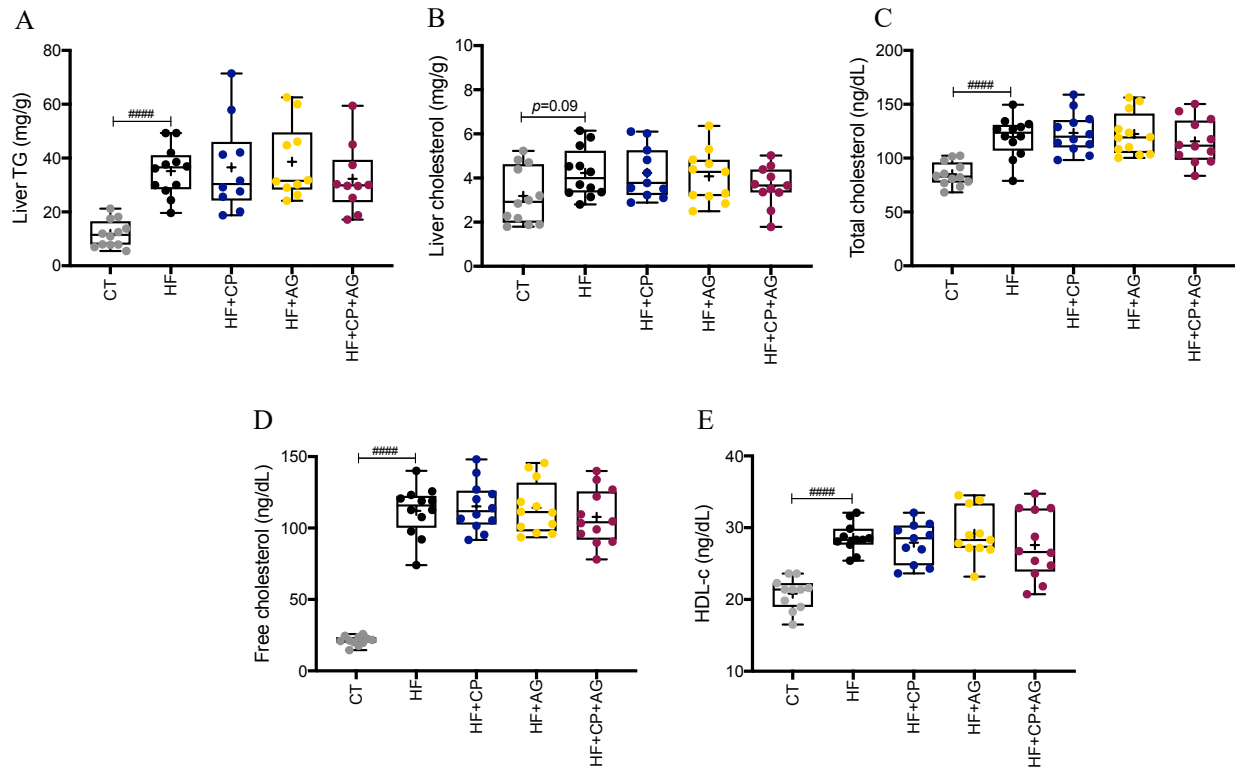 A
Liver TG (mg/g)
80
60
40
20
0
####
CT
HF
HF+CP
HF+AG
HF+CP+AG
B
Liver cholesterol (mg/g)
10
8
6
4
2
0
p=0.09
CT
HF
HF+CP
HF+AG
HF+CP+AG
C
Total cholesterol (ng/dL)
200
150
100
50
0
####
CT
HF
HF+CP
HF+AG
HF+CP+AG
D
Free cholesterol (ng/dL)
150
100
50
0
####
CT
HF
HF+CP
HF+AG
HF+CP+AG
E
HDL-c (ng/dL)
40
30
20
10
####
CT
HF
HF+CP
HF+AG
HF+CP+AG